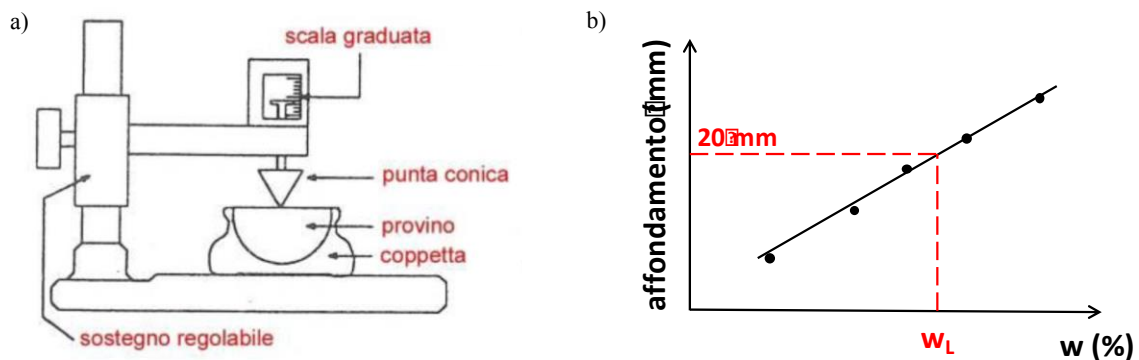 a)
scala graduata
punta conica
provino
coppetta
sostegno regolabile
b)
affondamento (mm)
20 mm
wL
w (%)